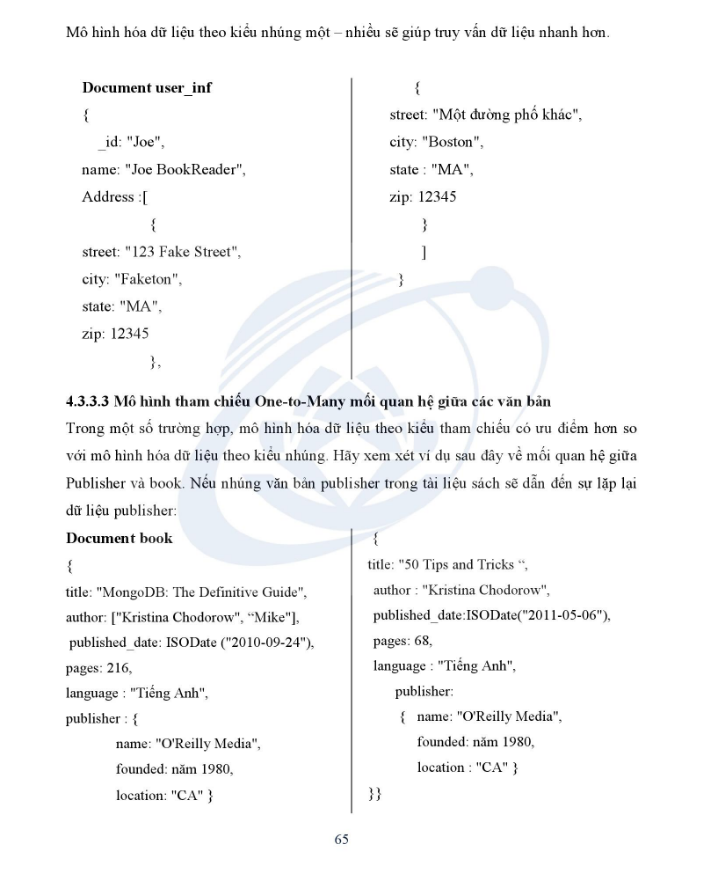 Mô hình hóa dữ liệu theo kiểu nhúng một – nhiều sẽ giúp truy vấn dữ liệu nhanh hơn.
Document user_inf
{
_id: "Joe",
name: "Joe BookReader",
Address :[
{
street: "123 Fake Street",
city: "Faketon",
state: "MA",
zip: 12345
},
{
street: "Một đường phố khác",
city: "Boston",
state : "MA",
zip: 12345
}
]
}
4.3.3.3 Mô hình tham chiếu One-to-Many mối quan hệ giữa các văn bản
Trong một số trường hợp, mô hình hóa dữ liệu theo kiểu tham chiếu có ưu điểm hơn so
với mô hình hóa dữ liệu theo kiểu nhúng. Hãy xem xét ví dụ sau đây về mối quan hệ giữa
Publisher và book. Nếu nhúng văn bản publisher trong tài liệu sách sẽ dẫn đến sự lặp lại
dữ liệu publisher:
Document book
{
title: "MongoDB: The Definitive Guide",
author: ["Kristina Chodorow", “Mike"],
published_date: ISODate ("2010-09-24"),
pages: 216,
language : "Tiếng Anh",
publisher : {
name: "O'Reilly Media",
founded: năm 1980,
location: "CA" }
{
title: "50 Tips and Tricks “,
author : "Kristina Chodorow",
published_date:ISODate("2011-05-06"),
pages: 68,
language : "Tiếng Anh",
publisher:
{ name: "O'Reilly Media",
founded: năm 1980,
location : "CA" }
}}
65